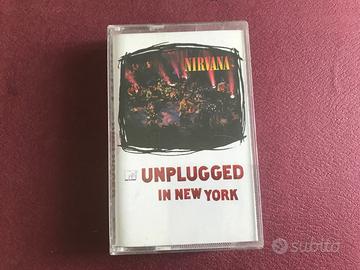 NIRVANA
MTV UNPLUGGED
IN NEW YORK
subito